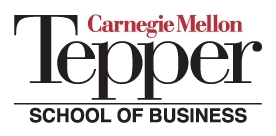 Carnegie Mellon
Tepper
SCHOOL OF BUSINESS